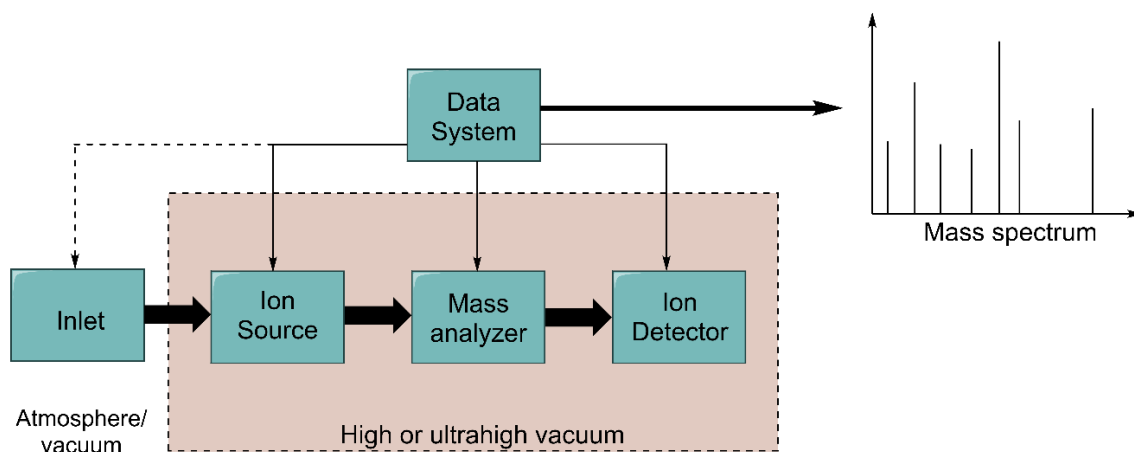 Data
System
Mass spectrum
Inlet
Ion
Source
Mass
analyzer
Ion
Detector
Atmosphere/
vacuum
High or ultrahigh vacuum